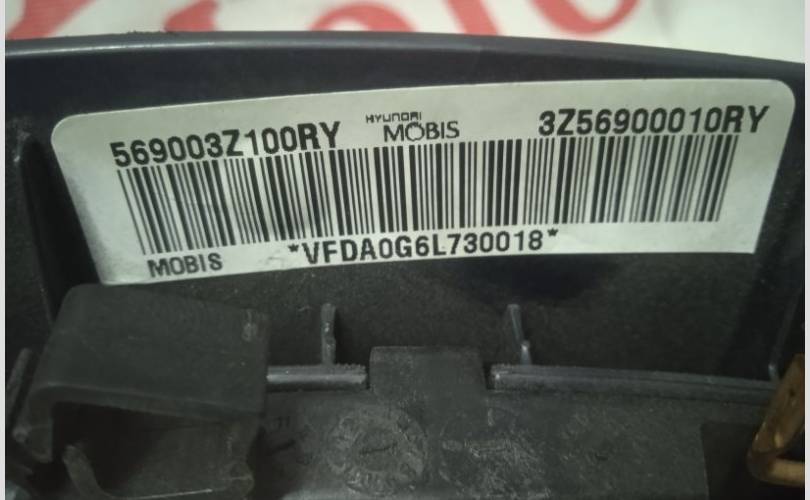 569003Z100RY HYUNDAI MOBIS 3Z56900010RY
MOBIS *VFDA0G6L730018*